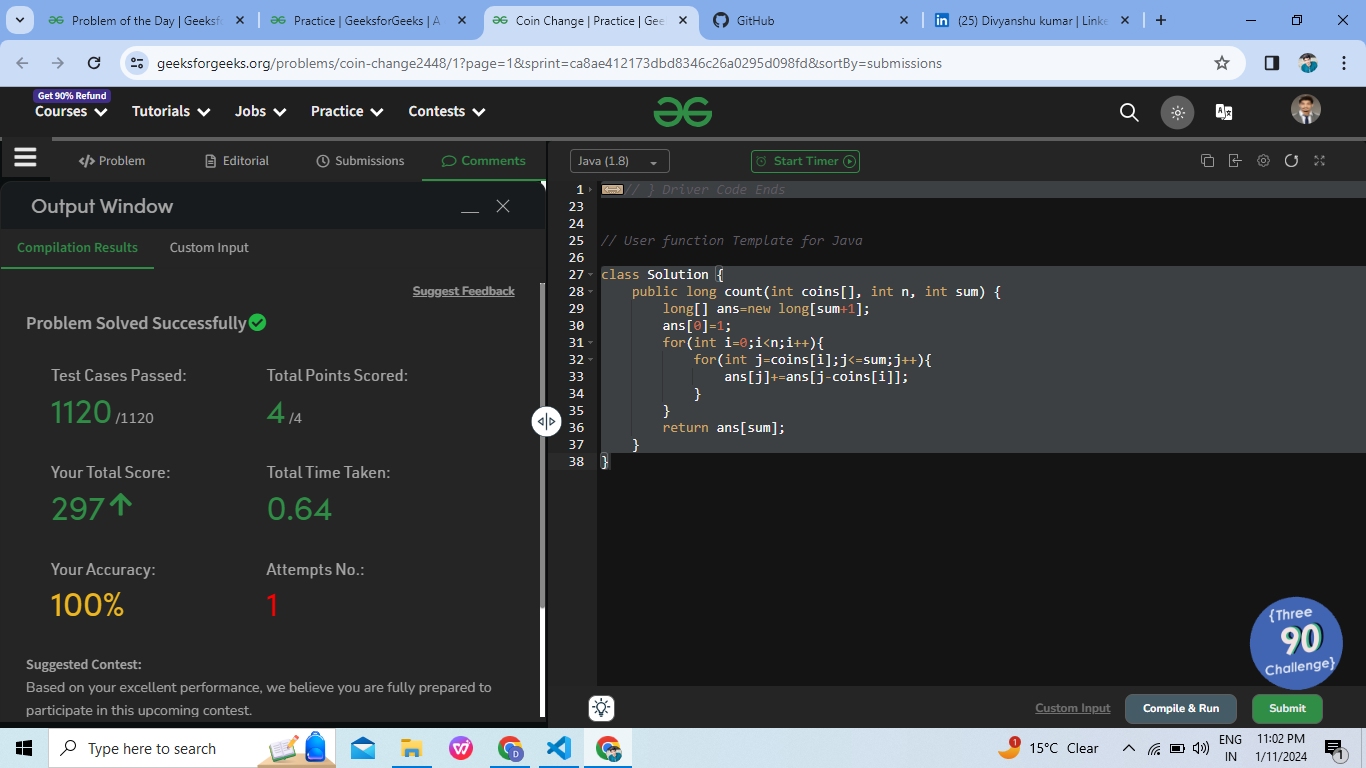 Problem of the Day | Geeksf
Practice | GeeksforGeeks | A
Coin Change | Practice | Gee
GitHub
(25) Divyanshu kumar | Linke
geeksforgeeks.org/problems/coin-change2448/1?page=1&sprint=ca8ae412173dbd8346c26a0295d098fd&sortBy=submissions
Get 90% Refund
Courses
Tutorials
Jobs
Practice
Contests
Problem
Editorial
Submissions
Comments
Java (1.8)
Start Timer
Output Window
Compilation Results
Custom Input
Suggest Feedback
Problem Solved Successfully
Test Cases Passed:
Total Points Scored:
1120 /1120
4 /4
Your Total Score:
Total Time Taken:
297
0.64
Your Accuracy:
Attempts No.:
100%
1
Suggested Contest:
Based on your excellent performance, we believe you are fully prepared to
participate in this upcoming contest.
1 // } Driver Code Ends
23
24
25 // User function Template for Java
26
27 class Solution {
28     public long count(int coins[], int n, int sum) {
29         long[] ans=new long[sum+1];
30         ans[0]=1;
31         for(int i=0;i<n;i++){
32             for(int j=coins[i];j<=sum;j++){
33                 ans[j]+=ans[j-coins[i]];
34             }
35         }
36         return ans[sum];
37     }
38 }
{Three
90
Challenge}
Custom Input
Compile & Run
Submit
Type here to search
1
15°C Clear
ENG
IN
11:02 PM
1/11/2024
1